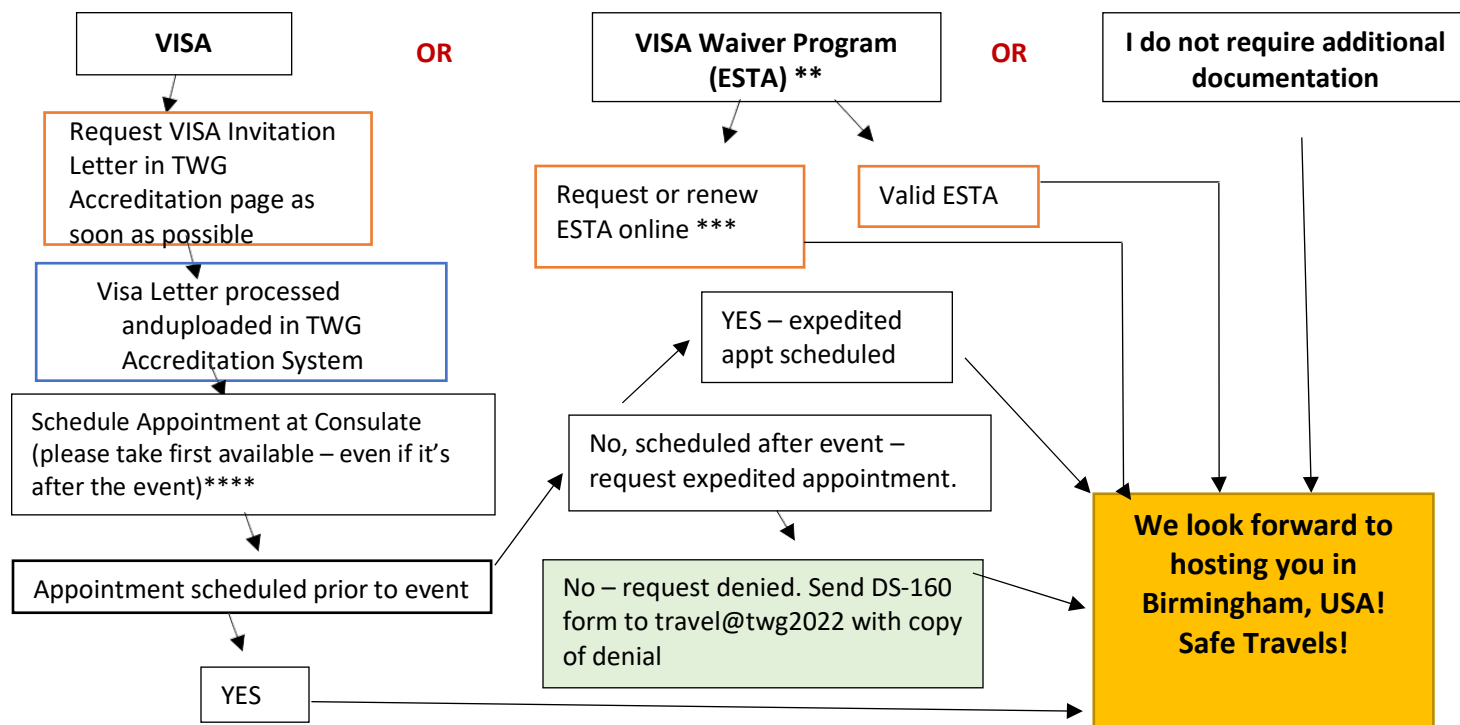 VISA
OR
VISA Waiver Program
(ESTA) **
OR
I do not require additional
documentation
Request VISA Invitation
Letter in TWG
Accreditation page as
soon as possible
Request or renew
ESTA online ***
Valid ESTA
Visa Letter processed
anduploaded in TWG
Accreditation System
YES – expedited
appt scheduled
Schedule Appointment at Consulate
(please take first available – even if it’s
after the event)****
No, scheduled after event –
request expedited appointment.
Appointment scheduled prior to event
No – request denied. Send DS-160
form to travel@twg2022 with copy
of denial
YES
We look forward to
hosting you in
Birmingham, USA!
Safe Travels!